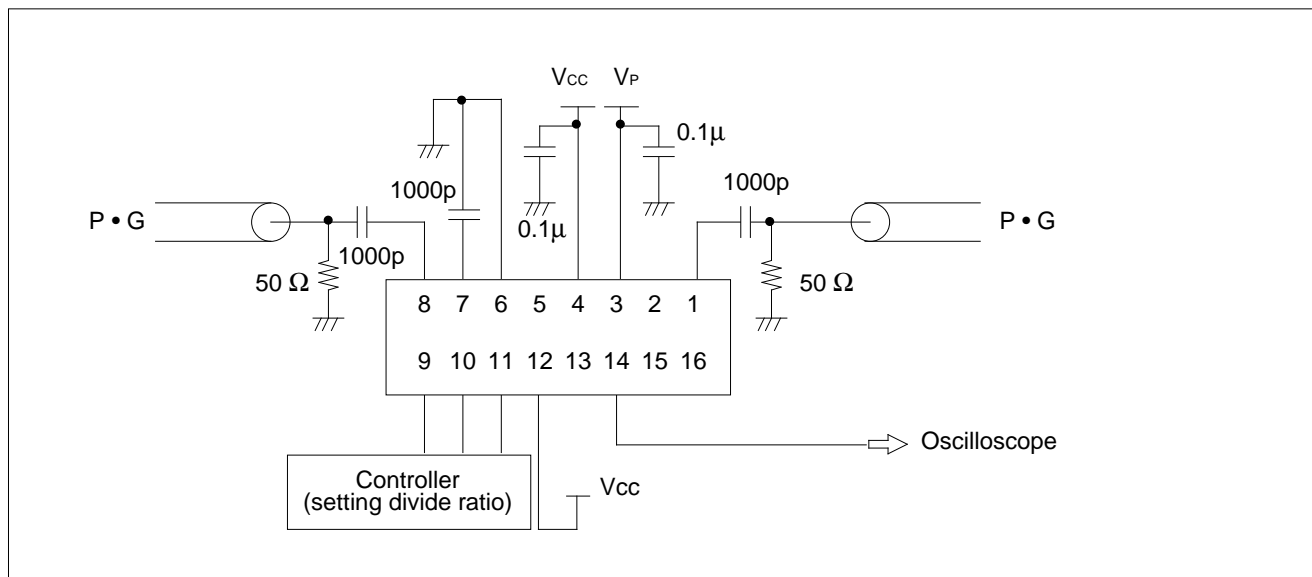 VCC VP
0.1μ
1000p 1000p
P • G P • G
0.1μ
1000p
50 Ω 50 Ω
8 7 6 5 4 3 2 1
9 10 11 12 13 14 15 16
Oscilloscope
Controller
(setting divide ratio)
Vcc